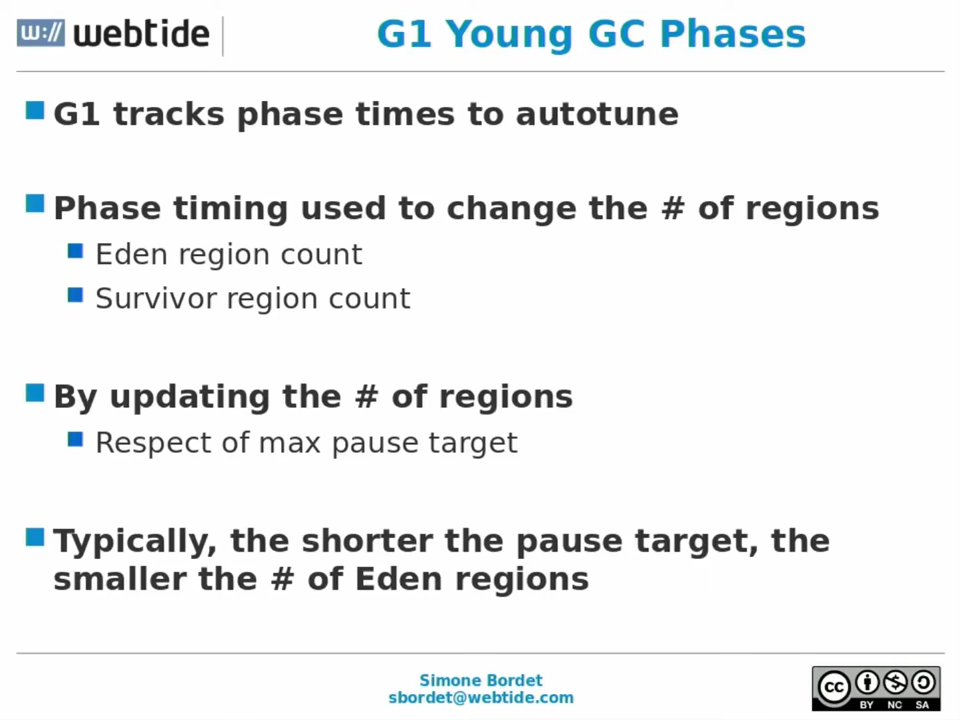 w:// webtide
G1 Young GC Phases
G1 tracks phase times to autotune
Phase timing used to change the # of regions
Eden region count
Survivor region count
By updating the # of regions
Respect of max pause target
Typically, the shorter the pause target, the
smaller the # of Eden regions
Simone Bordet
sbordet@webtide.com
cc
BY NC SA